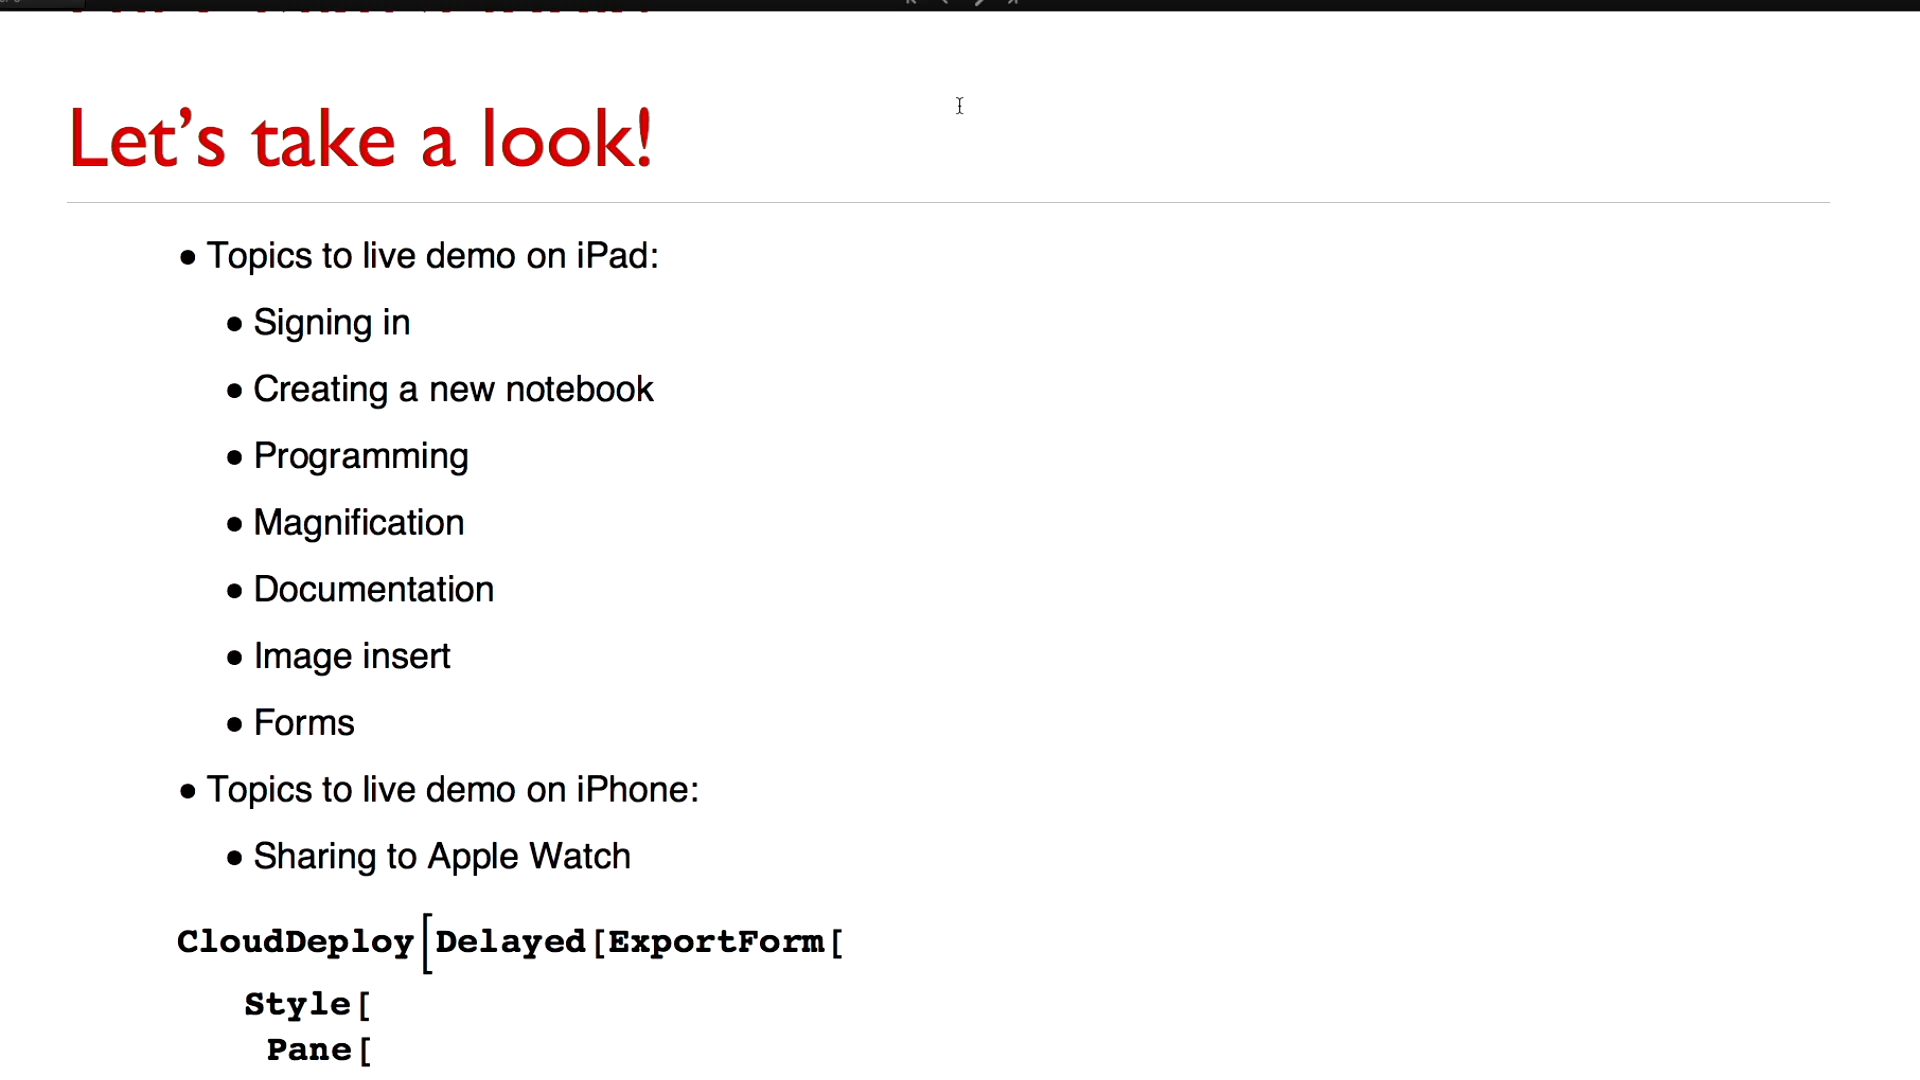 Let’s take a look!
• Topics to live demo on iPad:
• Signing in
• Creating a new notebook
• Programming
• Magnification
• Documentation
• Image insert
• Forms
• Topics to live demo on iPhone:
• Sharing to Apple Watch
CloudDeploy[Delayed[ExportForm[
Style[
Pane[